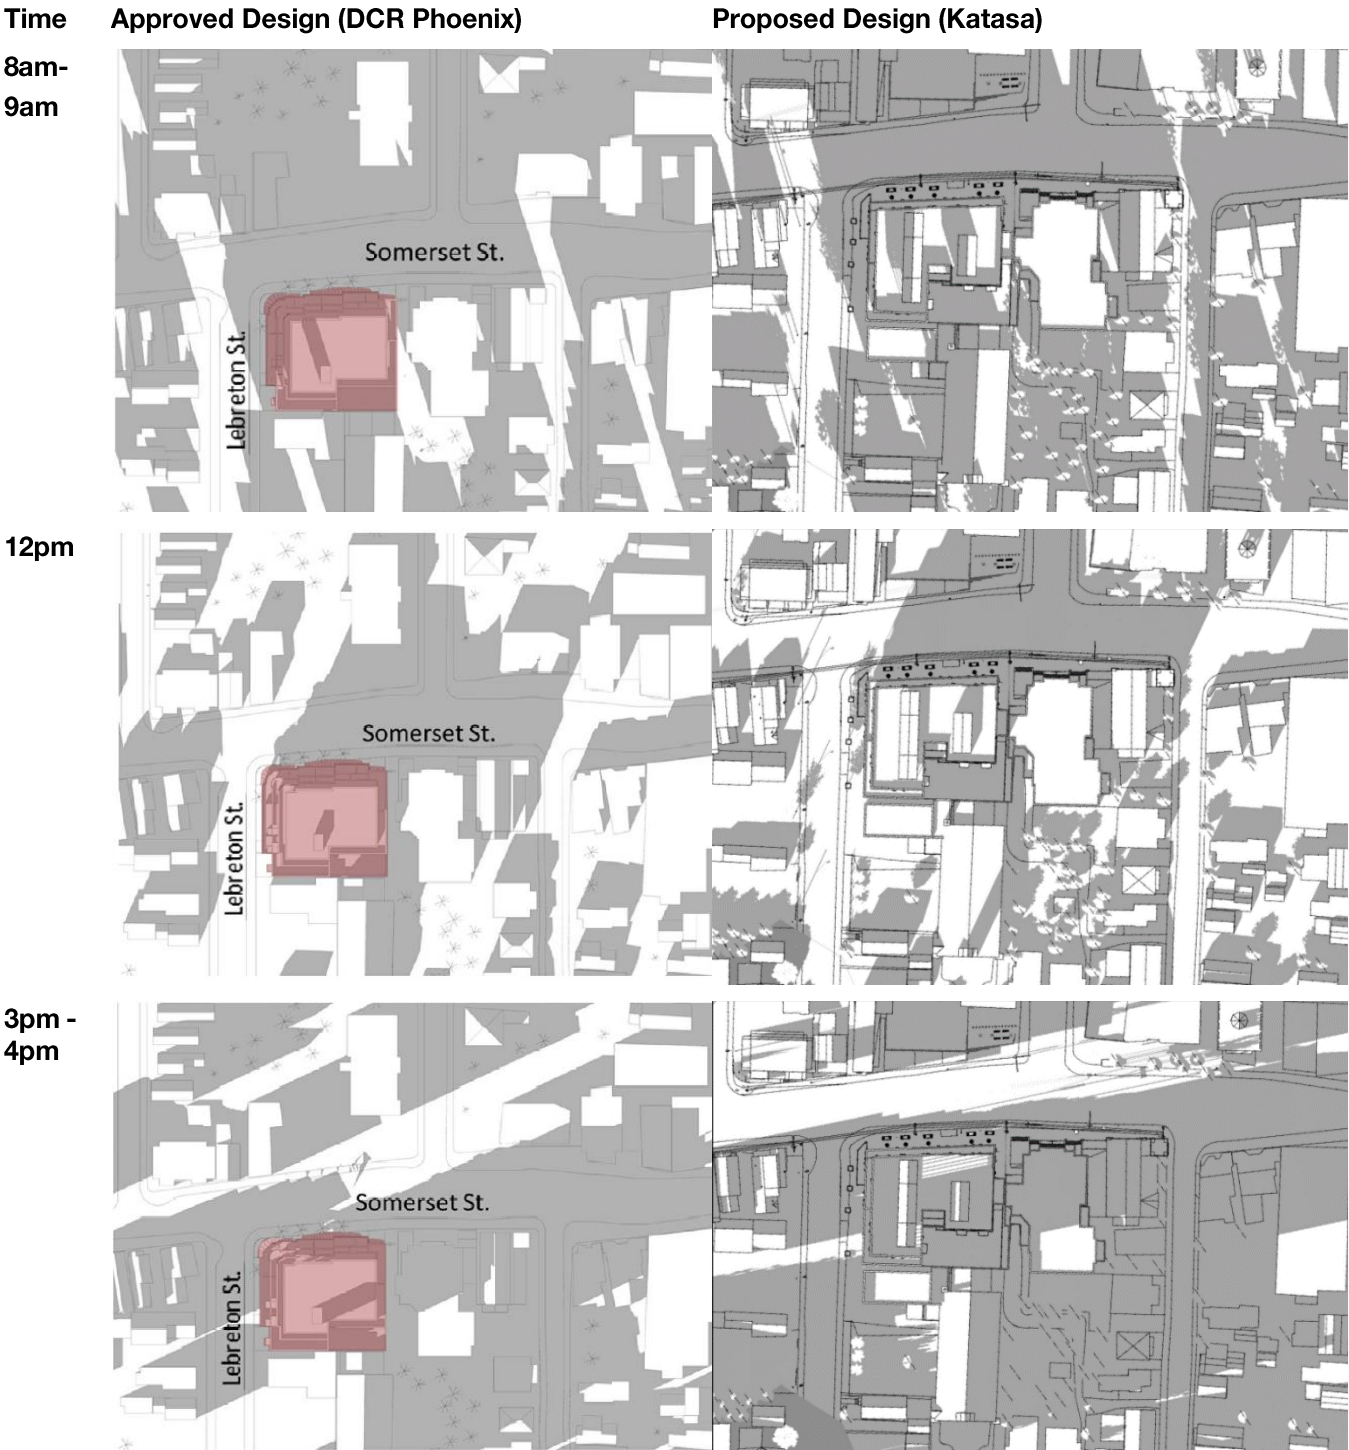 Time Approved Design (DCR Phoenix) Proposed Design (Katasa)
8am-
9am
Somerset St.
Lebreton St.
12pm
Somerset St.
Lebreton St.
3pm -
4pm
Somerset St.
Lebreton St.